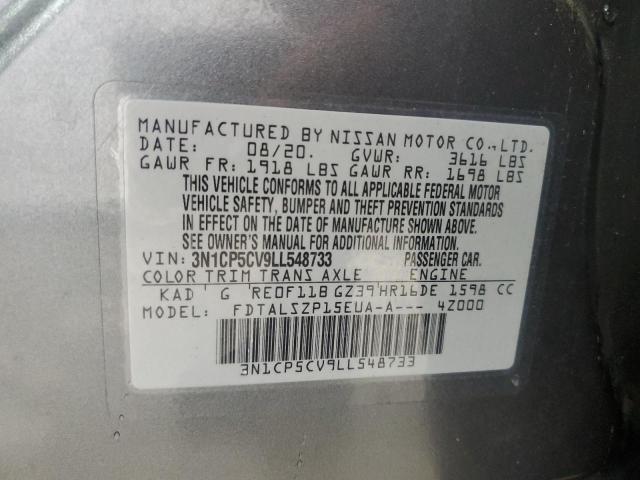 MANUFACTURED BY NISSAN MOTOR CO.,LTD.
DATE: 08/20. GVWR: 3616 LBS
GAWR FR: 1918 LBS GAWR RR: 1698 LBS
THIS VEHICLE CONFORMS TO ALL APPLICABLE FEDERAL MOTOR
VEHICLE SAFETY, BUMPER AND THEFT PREVENTION STANDARDS
IN EFFECT ON THE DATE OF MANUFACTURE SHOWN ABOVE.
SEE OWNER'S MANUAL FOR ADDITIONAL INFORMATION.
VIN: 3N1CP5CV9LL548733 PASSENGER CAR.
COLOR TRIM TRANS AXLE ENGINE
KAD G RE0F11B GZ39 HR16DE 1598 CC
MODEL: FDTALSZP15EUA-A--- 4Z000
3N1CP5CV9LL548733